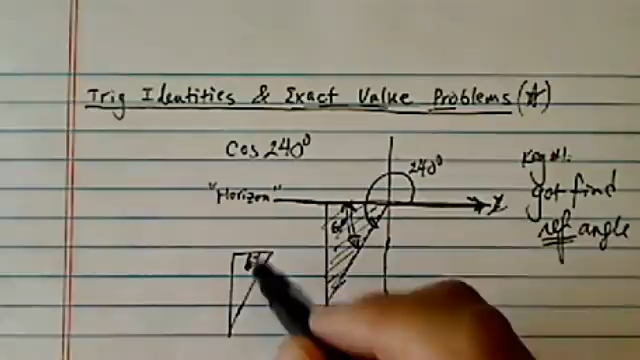 Trig Identities & Exact Value Problems (A)
Cos 240°
240°
Key #1:
"Horizon"
got find
60°
ref angle